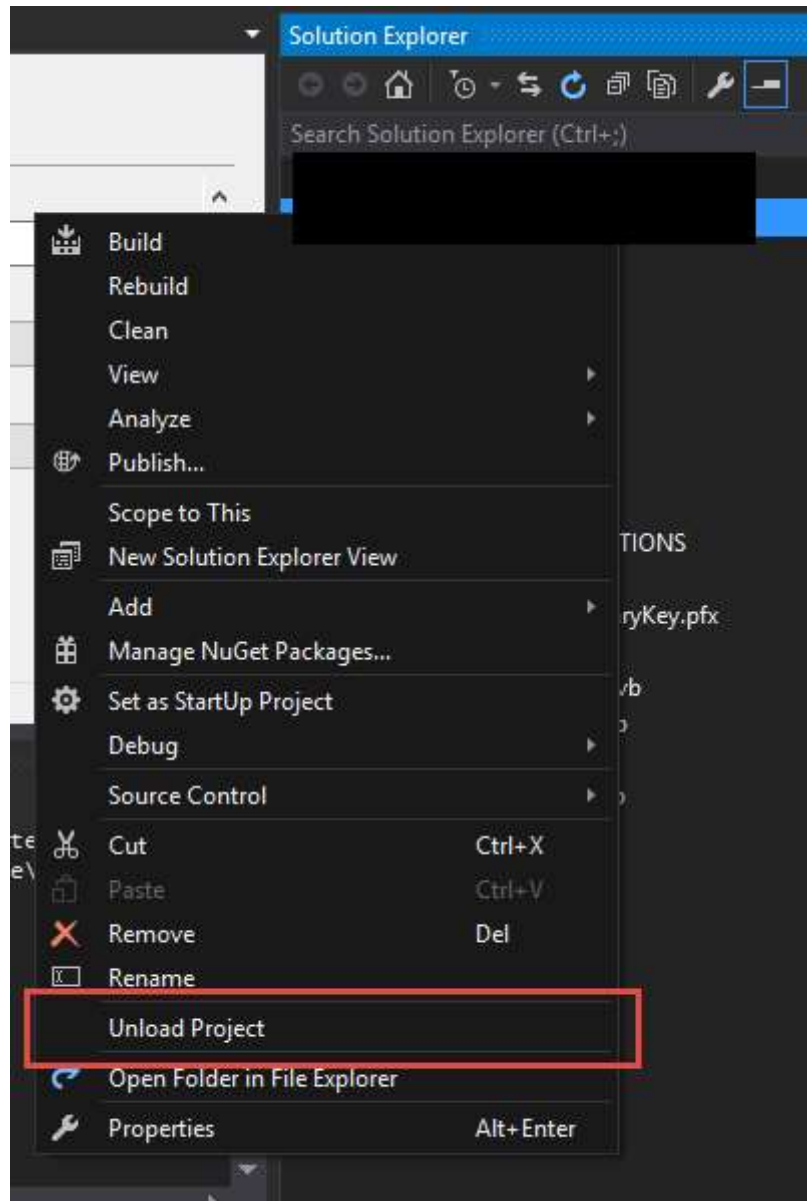 Solution Explorer
Search Solution Explorer (Ctrl+;)
Build
Rebuild
Clean
View
Analyze
Publish...
Scope to This
TIONS
New Solution Explorer View
Add
ryKey.pfx
Manage NuGet Packages...
vb
Set as StartUp Project
Debug
Source Control
te
Cut Ctrl+X
e\
Paste Ctrl+V
Remove Del
Rename
Unload Project
Open Folder in File Explorer
Properties Alt+Enter